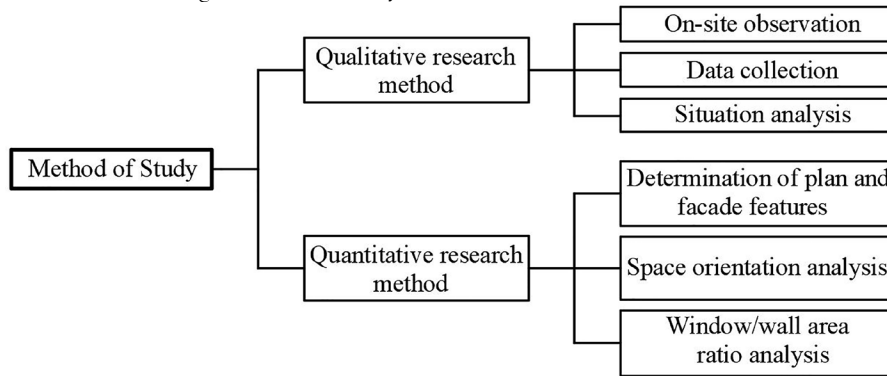 On-site observation
Qualitative research
method
Data collection
Situation analysis
Method of Study
Determination of plan and
facade features
Quantitative research
method
Space orientation analysis
Window/wall area
ratio analysis